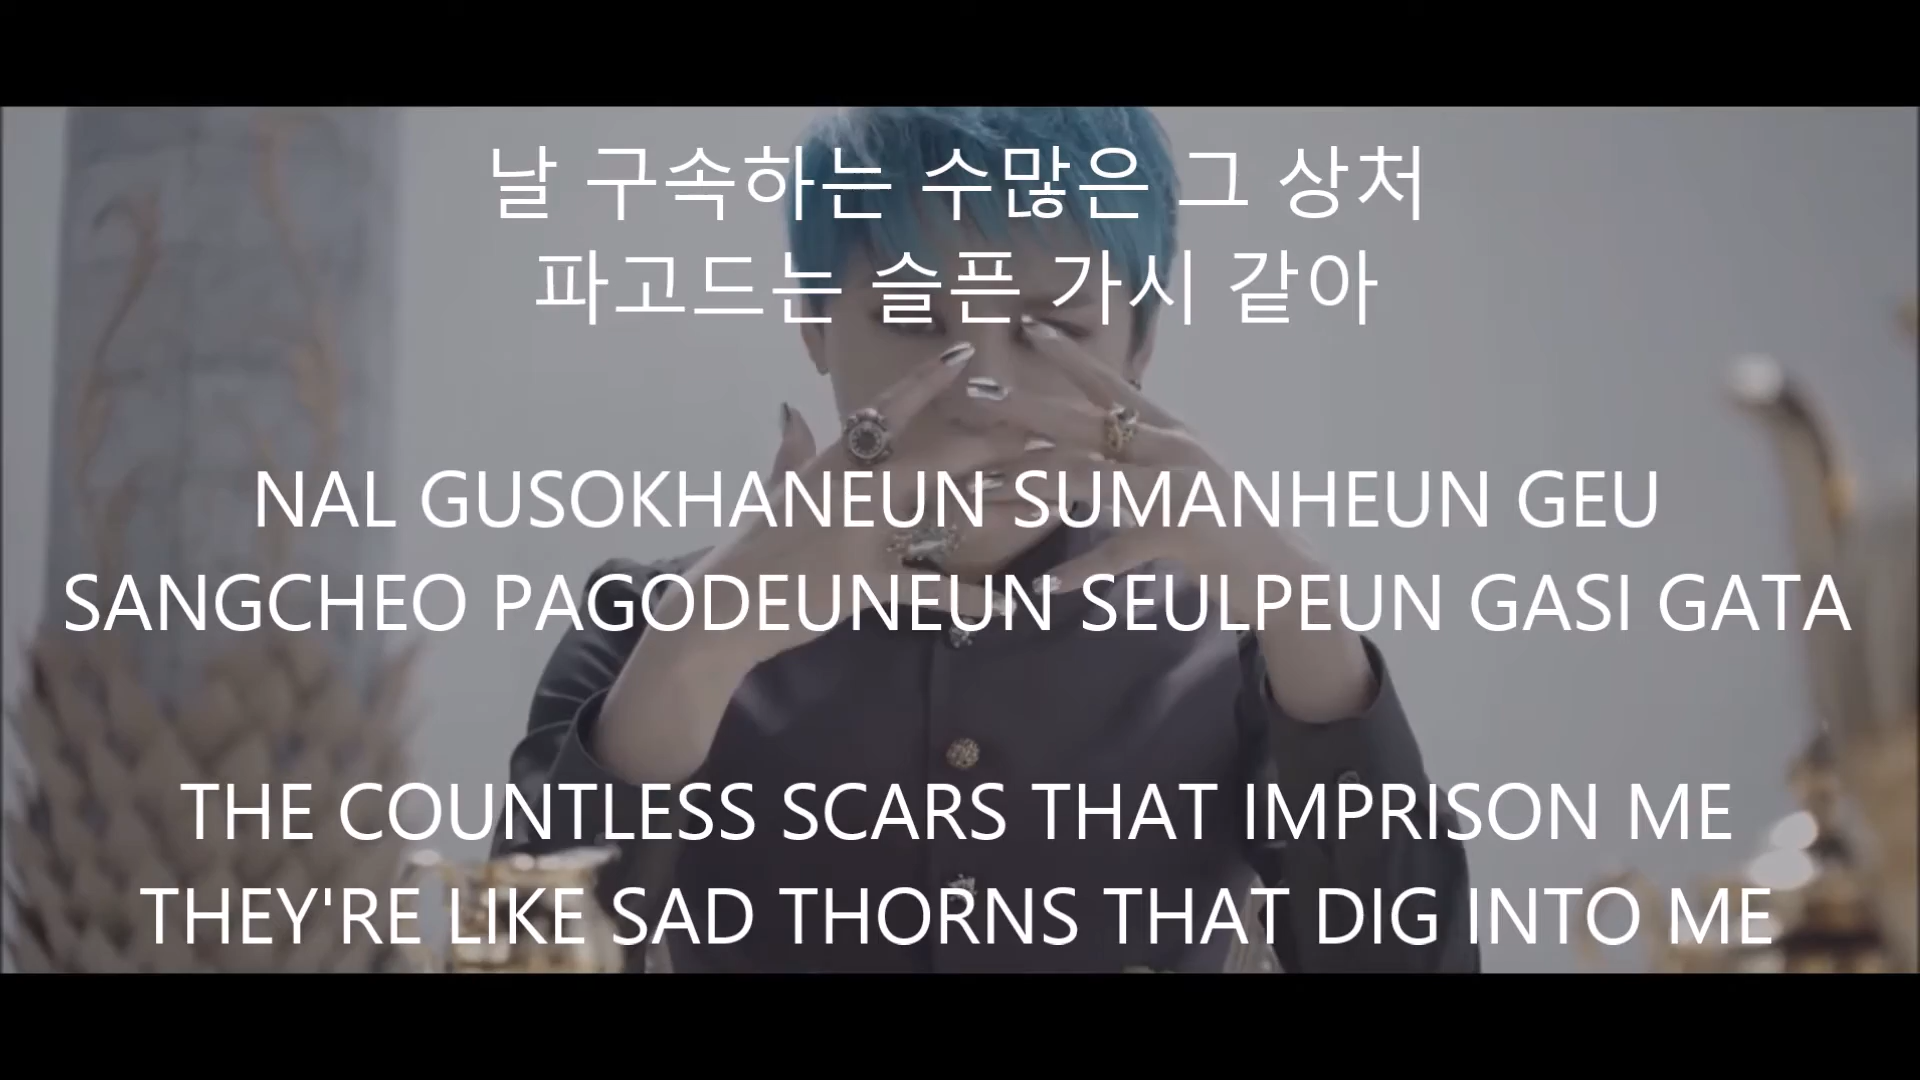 날 구속하는 수많은 그 상처
파고드는 슬픈 가시 같아
NAL GUSOKHANEUN SUMANHEUN GEU
SANGCHEO PAGODEUNEUN SEULPEUN GASI GATA
THE COUNTLESS SCARS THAT IMPRISON ME
THEY'RE LIKE SAD THORNS THAT DIG INTO ME